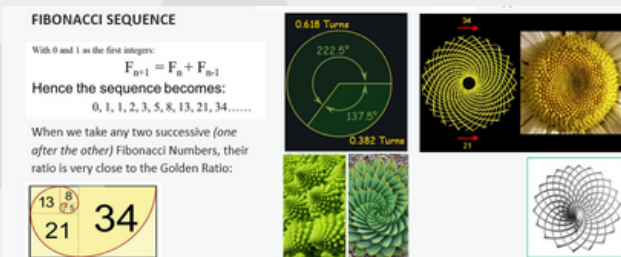 FIBONACCI SEQUENCE
With 0 and 1 as the first integers:
Fn+1 = Fn + Fn-1
Hence the sequence becomes:
0, 1, 1, 2, 3, 5, 8, 13, 21, 34......
When we take any two successive (one
after the other) Fibonacci Numbers, their
ratio is very close to the Golden Ratio:
13 8
5
21 34
0.618 Turns
222.5°
137.5°
0.382 Turns
34
21